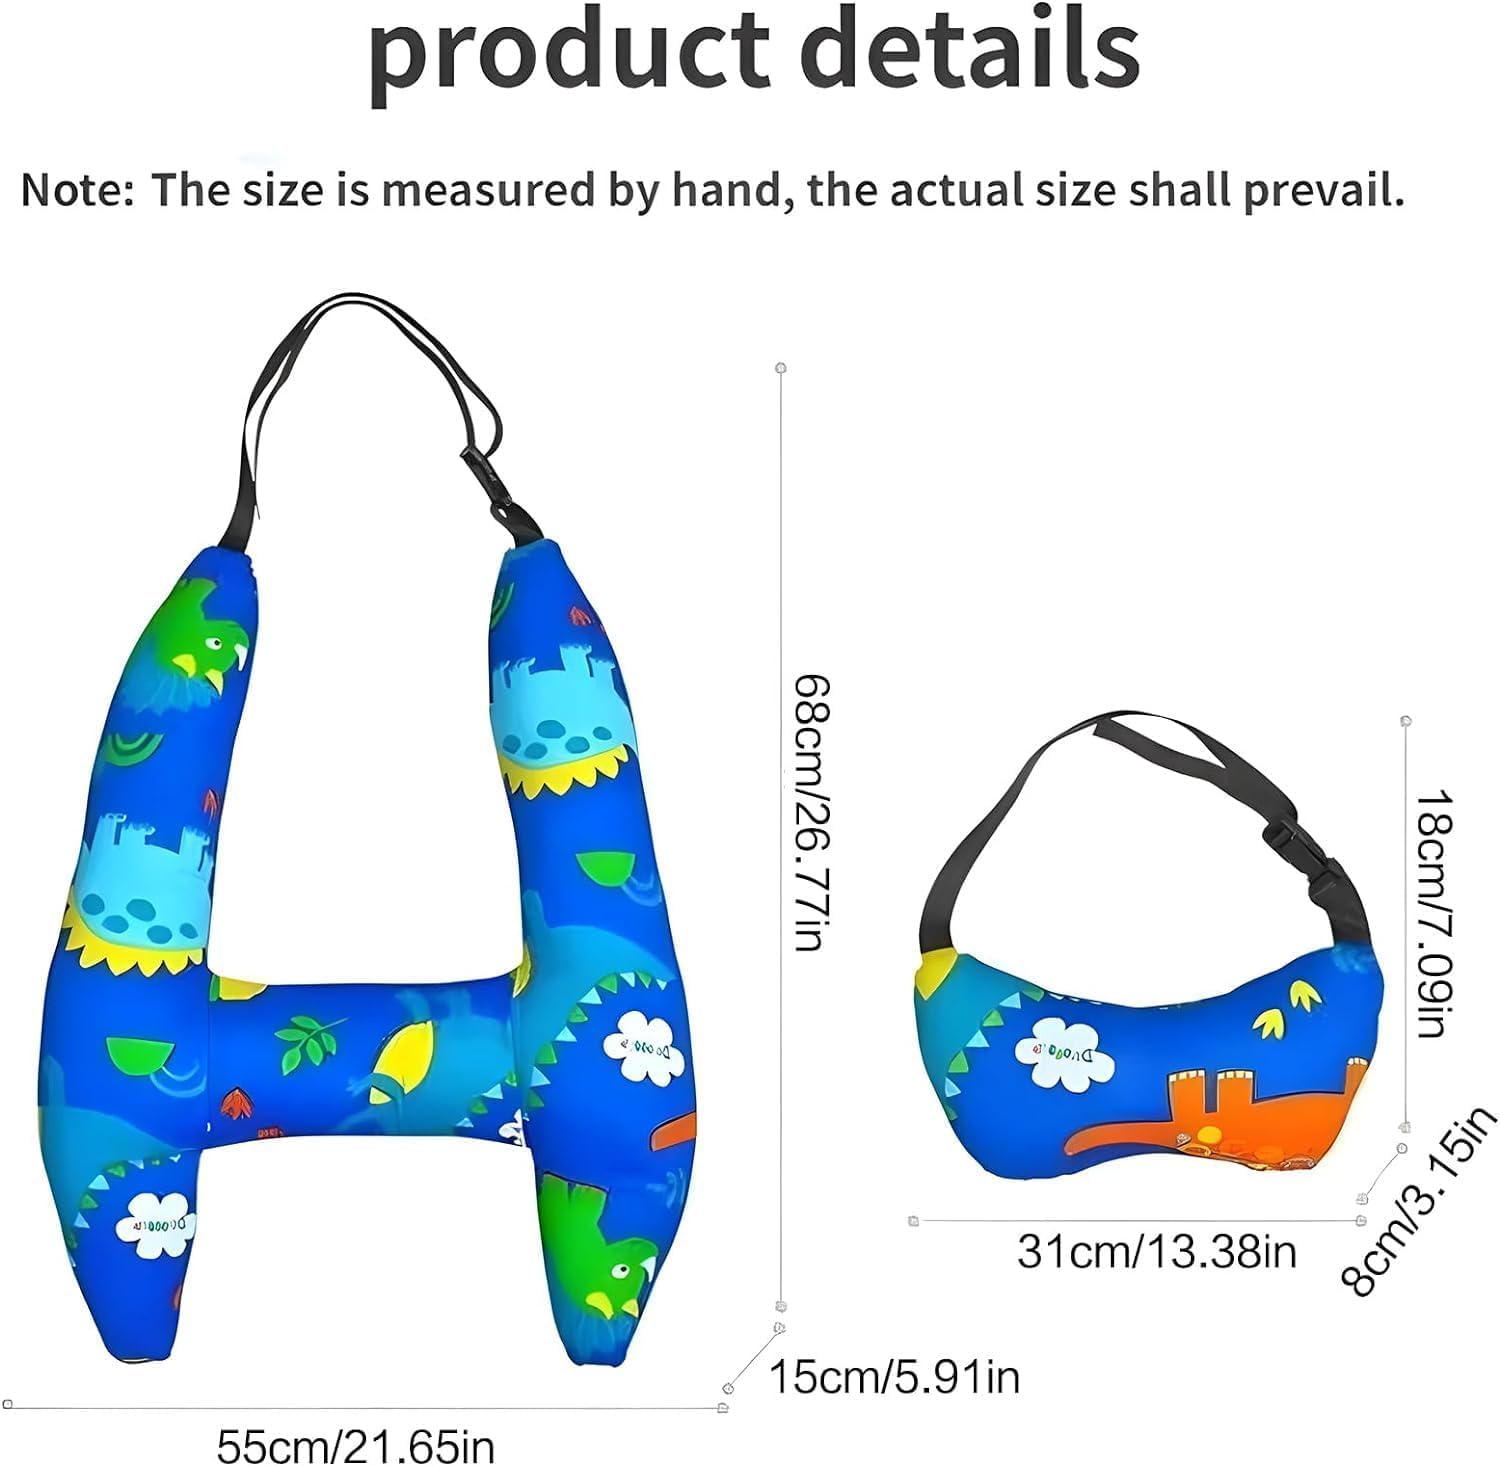 product details
Note: The size is measured by hand, the actual size shall prevail.
68cm/26.77in
18cm/7.09in
31cm/13.38in
8cm/3.15in
15cm/5.91in
55cm/21.65in